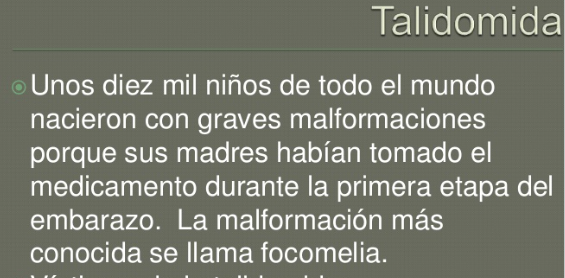 Talidomida
Unos diez mil niños de todo el mundo
nacieron con graves malformaciones
porque sus madres habían tomado el
medicamento durante la primera etapa del
embarazo.  La malformación más
conocida se llama focomelia.